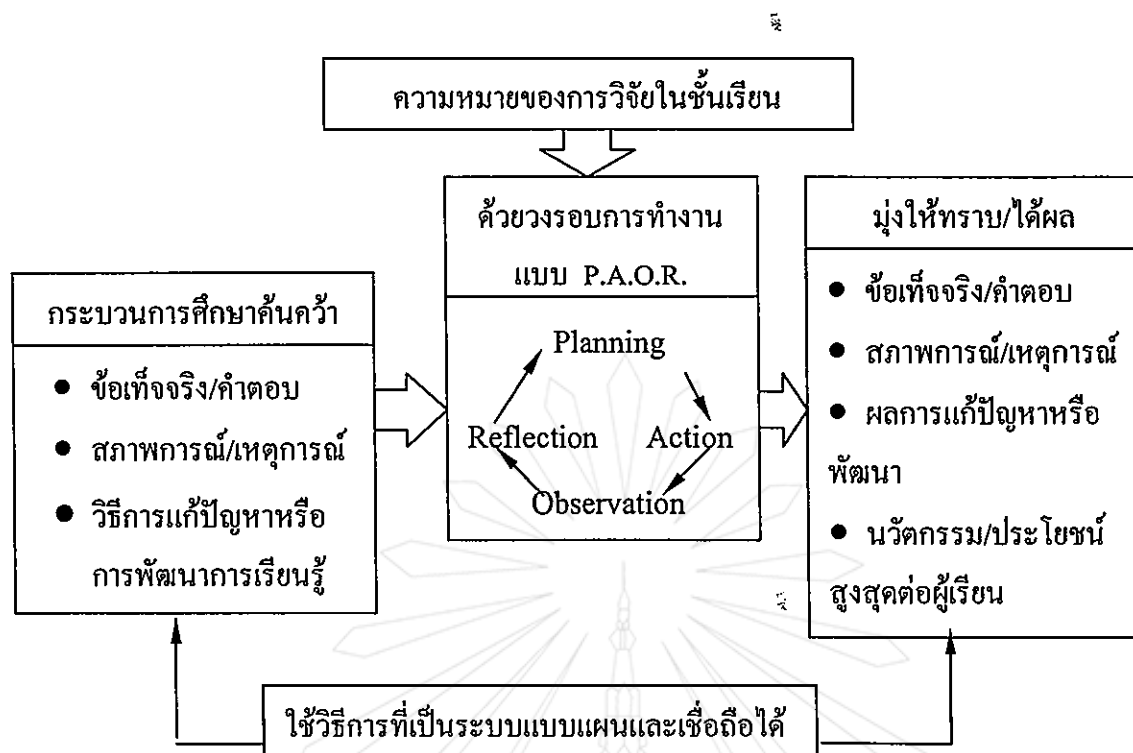 ความหมายของการวิจัยในชั้นเรียน
กระบวนการศึกษาค้นคว้า
● ข้อเท็จจริง/คำตอบ
● สภาพการณ์/เหตุการณ์
● วิธีการแก้ปัญหาหรือ
การพัฒนาการเรียนรู้
ด้วยวงรอบการทำงาน
แบบ P.A.O.R.
Planning
Reflection Action
Observation
มุ่งให้ทราบ/ได้ผล
● ข้อเท็จจริง/คำตอบ
● สภาพการณ์/เหตุการณ์
● ผลการแก้ปัญหาหรือ
พัฒนา
● นวัตกรรม/ประโยชน์
สูงสุดต่อผู้เรียน
ใช้วิธีการที่เป็นระบบแบบแผนและเชื่อถือได้